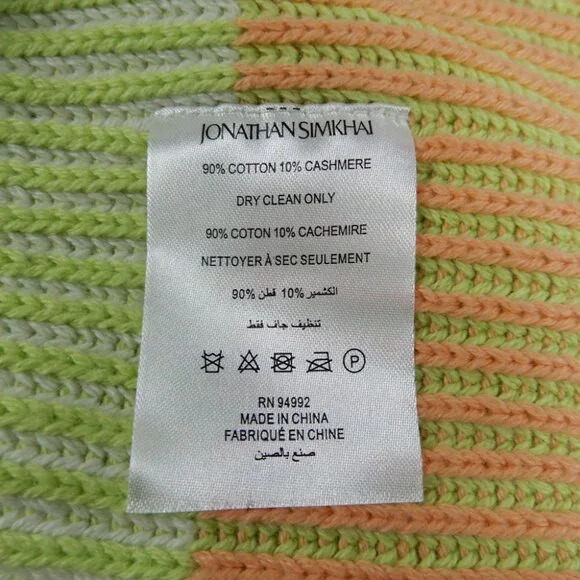 JONATHAN SIMKHAI
90% COTTON 10% CASHMERE
DRY CLEAN ONLY
90% COTON 10% CACHEMIRE
NETTOYER À SEC SEULEMENT
90% قطن 10% الكشمير
تنظيف جاف فقط
P
RN 94992
MADE IN CHINA
FABRIQUÉ EN CHINE
صنع بالصين